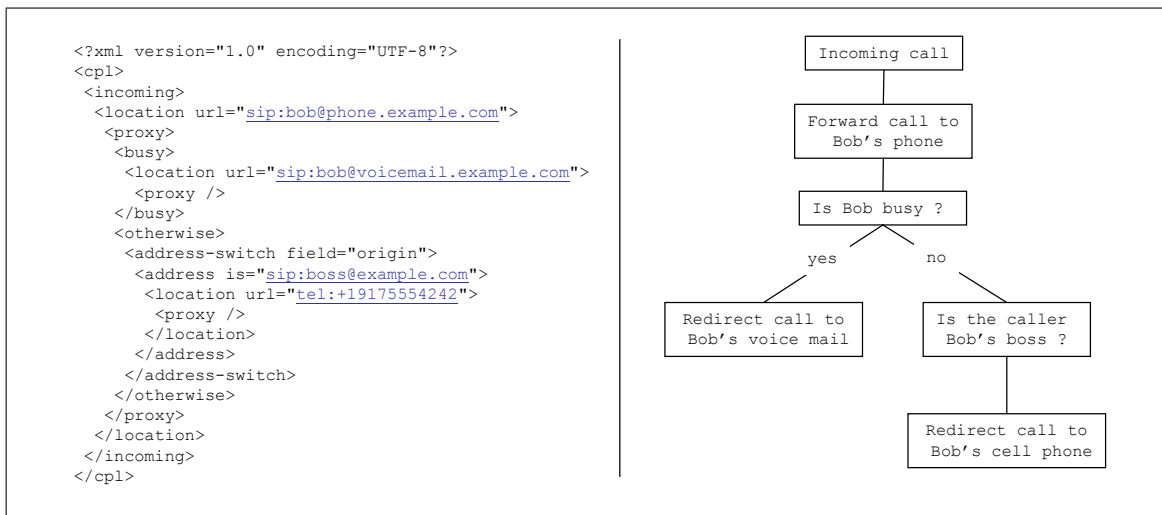 <?xml version="1.0" encoding="UTF-8"?>
<cpl>
<incoming>
<location url="sip:bob@phone.example.com">
<proxy>
<busy>
<location url="sip:bob@voicemail.example.com">
<proxy />
</busy>
<otherwise>
<address-switch field="origin">
<address is="sip:boss@example.com">
<location url="tel:+19175554242">
<proxy />
</location>
</address>
</address-switch>
</otherwise>
</proxy>
</location>
</incoming>
</cpl>
Incoming call
Forward call to
Bob's phone
Is Bob busy ?
yes
no
Redirect call to
Bob's voice mail
Is the caller
Bob's boss ?
Redirect call to
Bob's cell phone